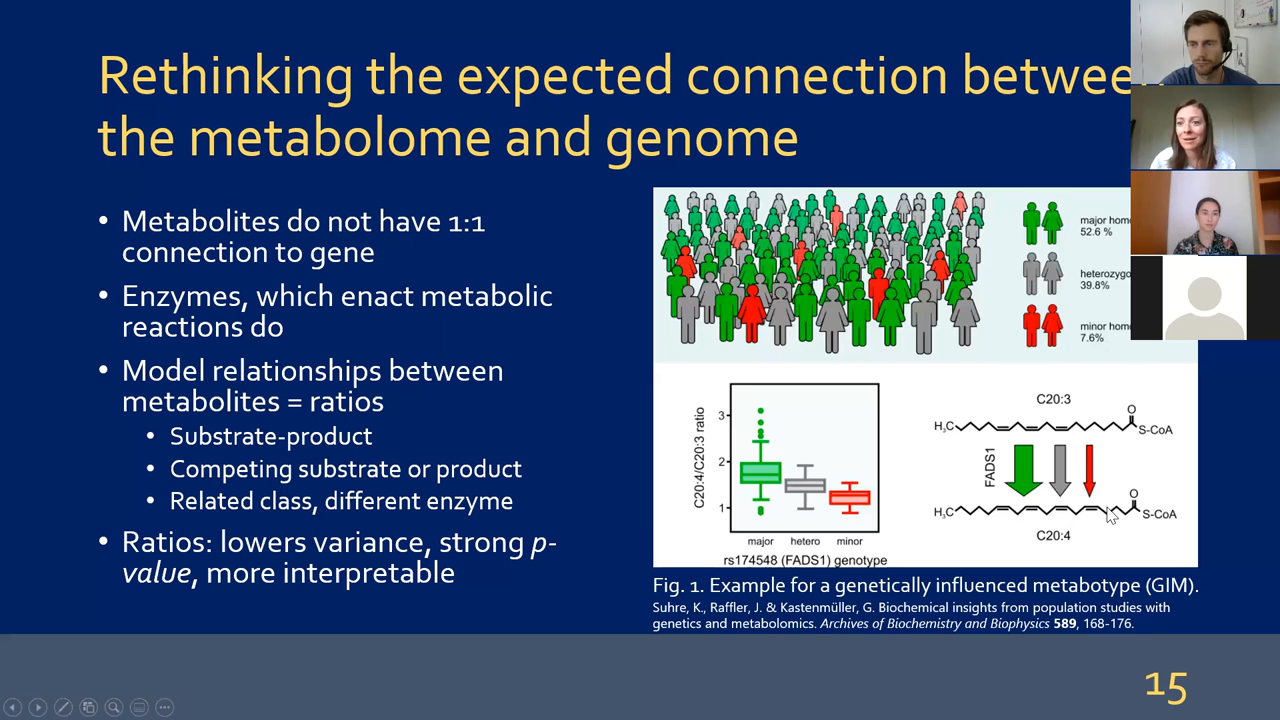 Rethinking the expected connection between
the metabolome and genome
• Metabolites do not have 1:1
connection to gene
• Enzymes, which enact metabolic
reactions do
• Model relationships between
metabolites = ratios
• Substrate-product
• Competing substrate or product
• Related class, different enzyme
• Ratios: lowers variance, strong p-
value, more interpretable
major hom
52.6 %
heterozygo
39.8%
minor hom
7.6%
C20:4/C20:3 ratio
3
2
1
major hetero minor
rs174548 (FADS1) genotype
C20:3
H₃C O S-CoA
FADS1
H₃C O S-CoA
C20:4
Fig. 1. Example for a genetically influenced metabotype (GIM).
Suhre, K., Raffler, J. & Kastenmüller, G. Biochemical insights from population studies with
genetics and metabolomics. Archives of Biochemistry and Biophysics 589, 168-176.
15